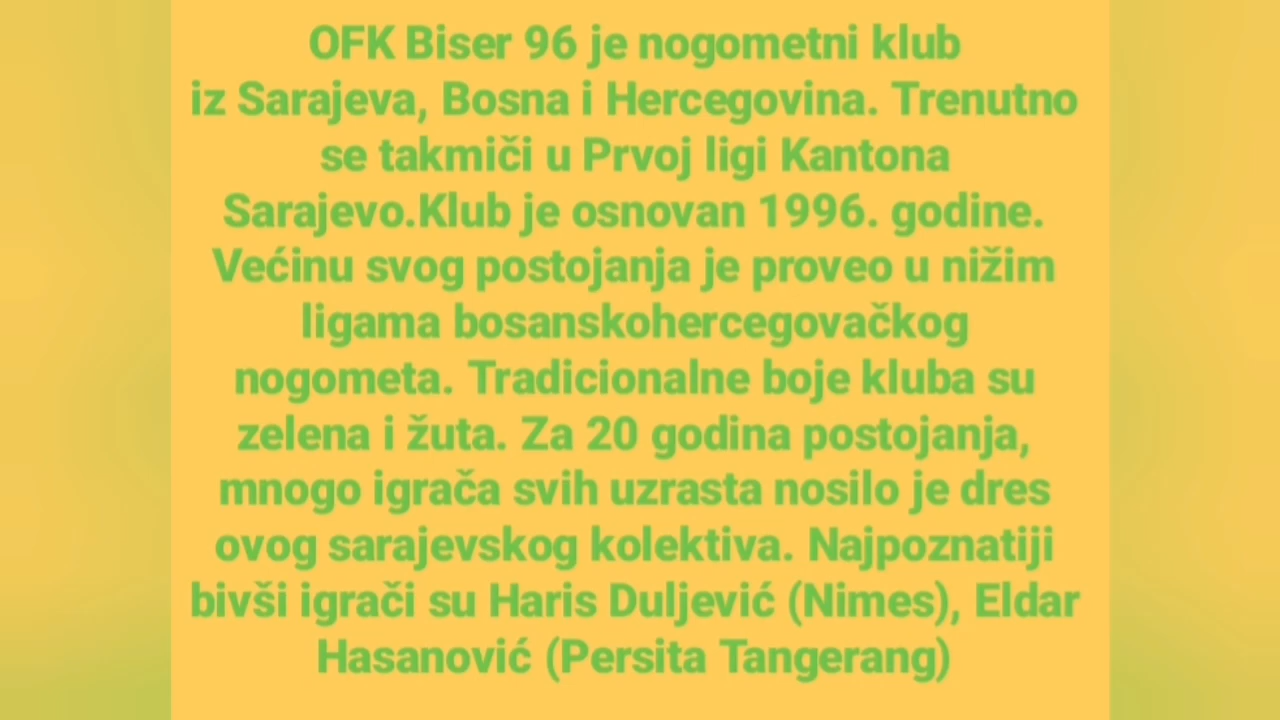 OFK Biser 96 je nogometni klub
iz Sarajeva, Bosna i Hercegovina. Trenutno
se takmiči u Prvoj ligi Kantona
Sarajevo.Klub je osnovan 1996. godine.
Većinu svog postojanja je proveo u nižim
ligama bosanskohercegovačkog
nogometa. Tradicionalne boje kluba su
zelena i žuta. Za 20 godina postojanja,
mnogo igrača svih uzrasta nosilo je dres
ovog sarajevskog kolektiva. Najpoznatiji
bivši igrači su Haris Duljević (Nimes), Eldar
Hasanović (Persita Tangerang)